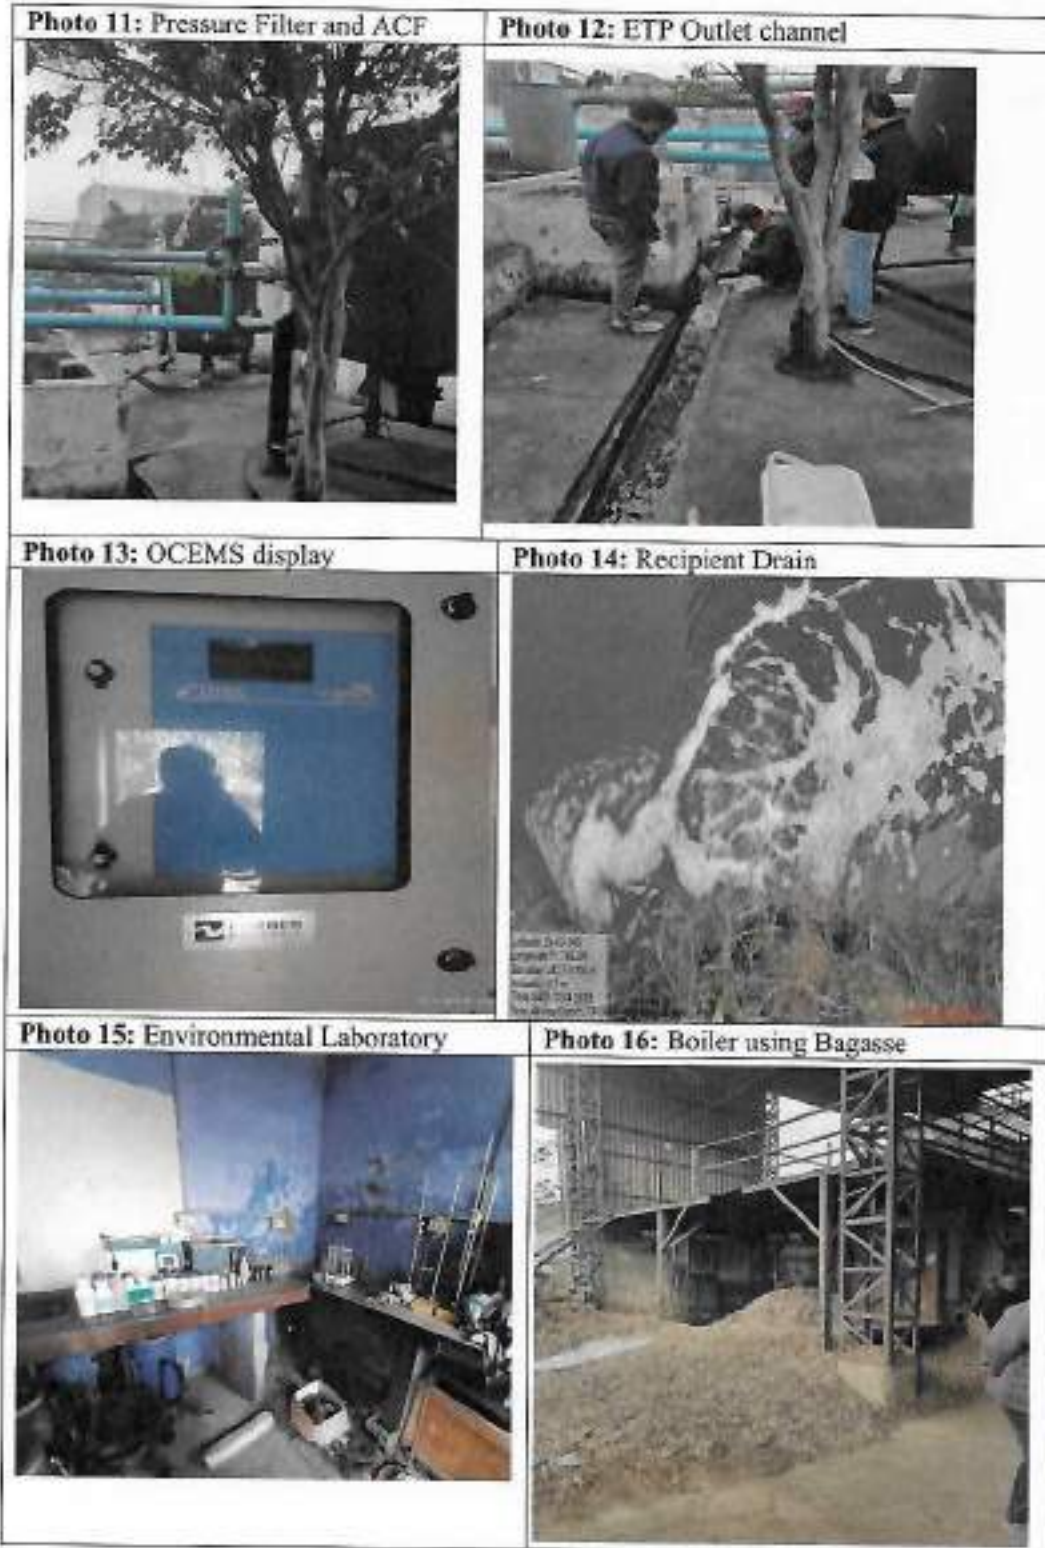 Photo 11: Pressure Filter and ACF
Photo 12: ETP Outlet channel
Photo 13: OCEMS display
Photo 14: Recipient Drain
Photo 15: Environmental Laboratory
Photo 16: Boiler using Bagasse